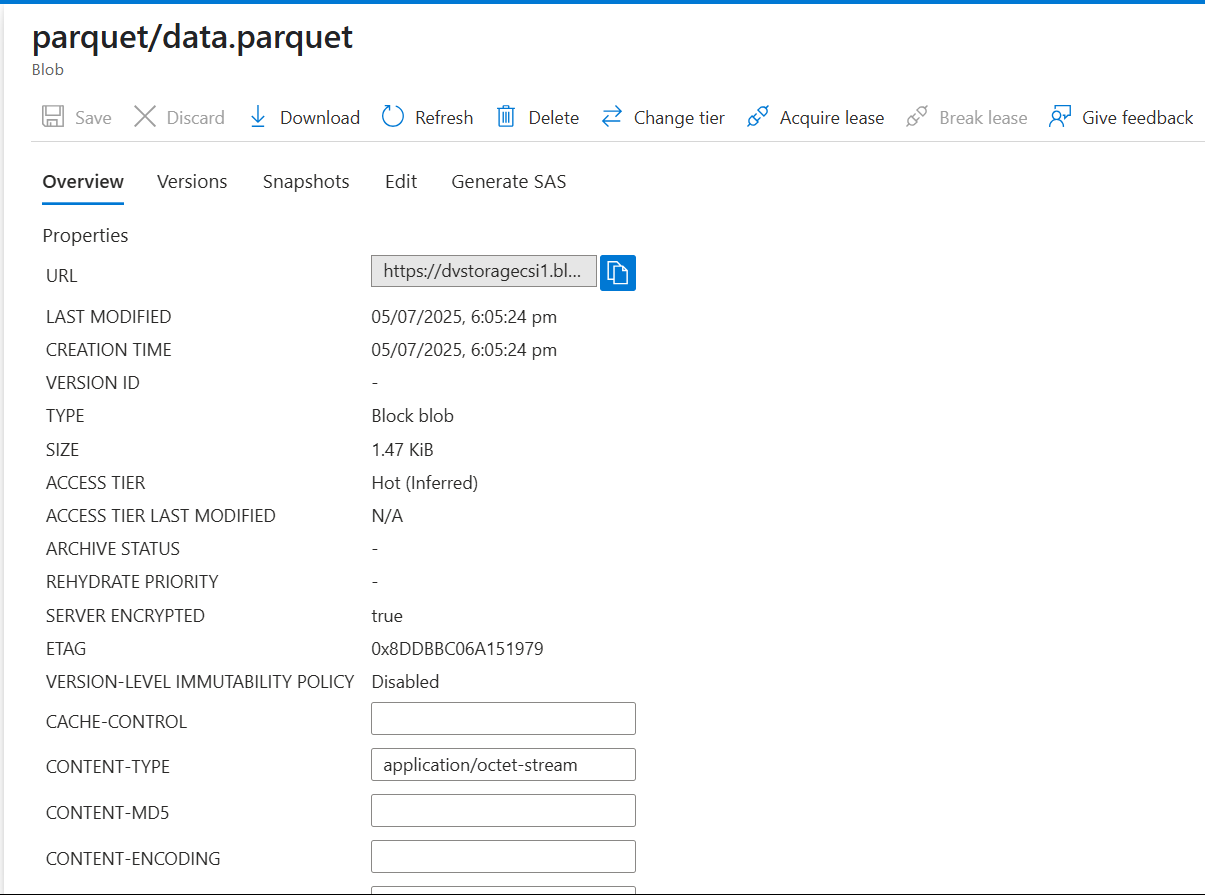 parquet/data.parquet
Blob
Save Discard Download Refresh Delete Change tier Acquire lease Break lease Give feedback
Overview Versions Snapshots Edit Generate SAS
Properties
URL https://dvstoragecsi1.bl...
LAST MODIFIED 05/07/2025, 6:05:24 pm
CREATION TIME 05/07/2025, 6:05:24 pm
VERSION ID -
TYPE Block blob
SIZE 1.47 KiB
ACCESS TIER Hot (Inferred)
ACCESS TIER LAST MODIFIED N/A
ARCHIVE STATUS -
REHYDRATE PRIORITY -
SERVER ENCRYPTED true
ETAG 0x8DDBBC06A151979
VERSION-LEVEL IMMUTABILITY POLICY Disabled
CACHE-CONTROL
CONTENT-TYPE application/octet-stream
CONTENT-MD5
CONTENT-ENCODING